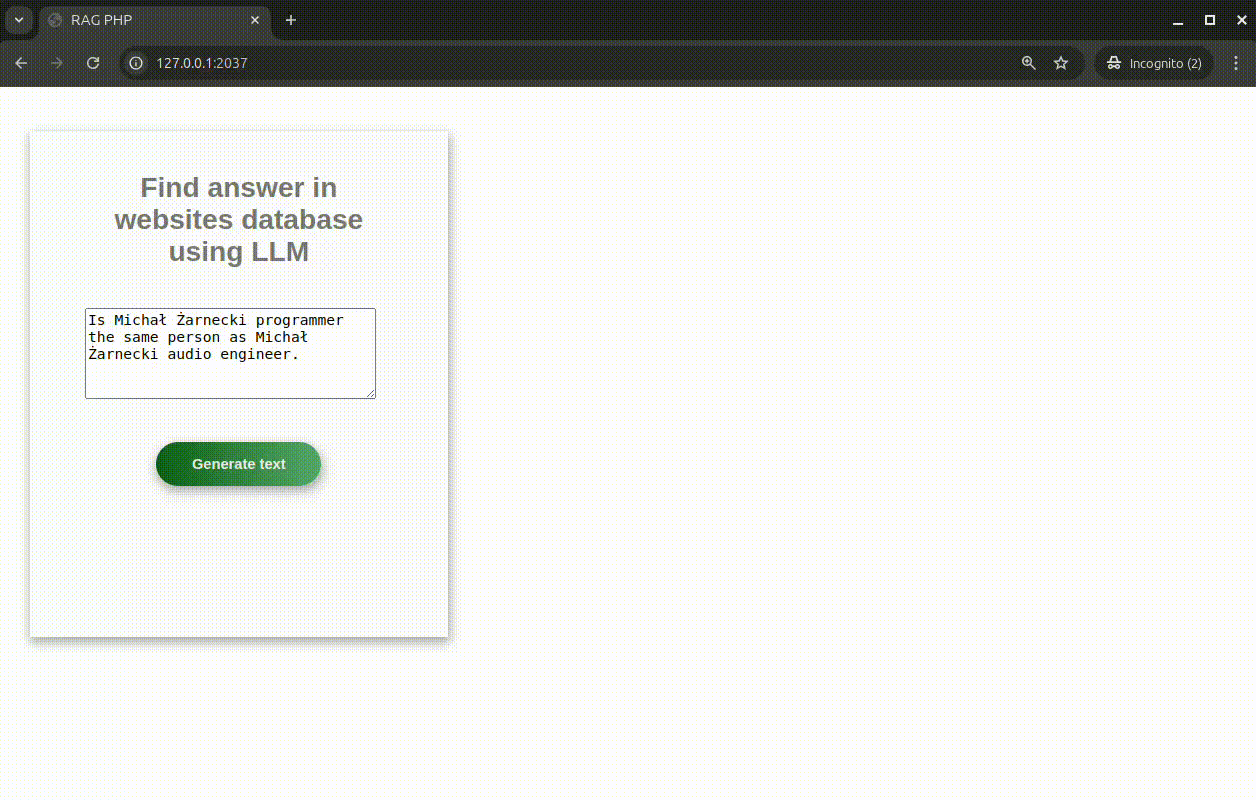 RAG PHP
127.0.0.1:2037
Incognito (2)
Find answer in
websites database
using LLM
Is Michał Żarnecki programmer
the same person as Michał
Żarnecki audio engineer.
Generate text